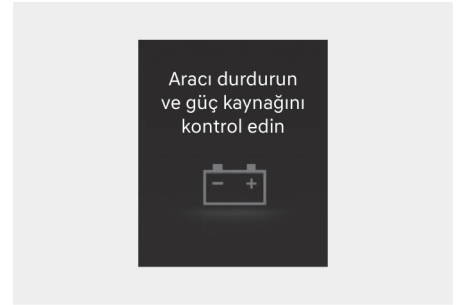 Aracı durdurun
ve güç kaynağını
kontrol edin
- +